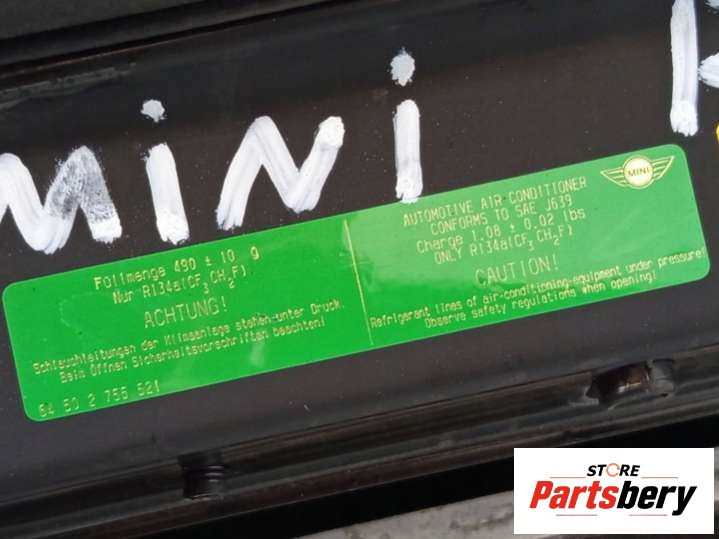 MINI
MINI
Follmenge 490 ± 10 g
Nur R134a(CF3CH2F)
ACHTUNG!
Schlauchleitungen der Klimaanlage stehen unter Druck.
Beim Öffnen Sicherheitsvorschriften beachten!
64 50 2 755 521
AUTOMOTIVE AIR-CONDITIONER
CONFORMS TO SAE J639
Charge 1.08 ± 0.02 lbs
ONLY R134a(CF3CH2F)
CAUTION!
Refrigerant lines of air-conditioning-equipment under pressure!
Observe safety regulations when opening!
STORE
Partsbery